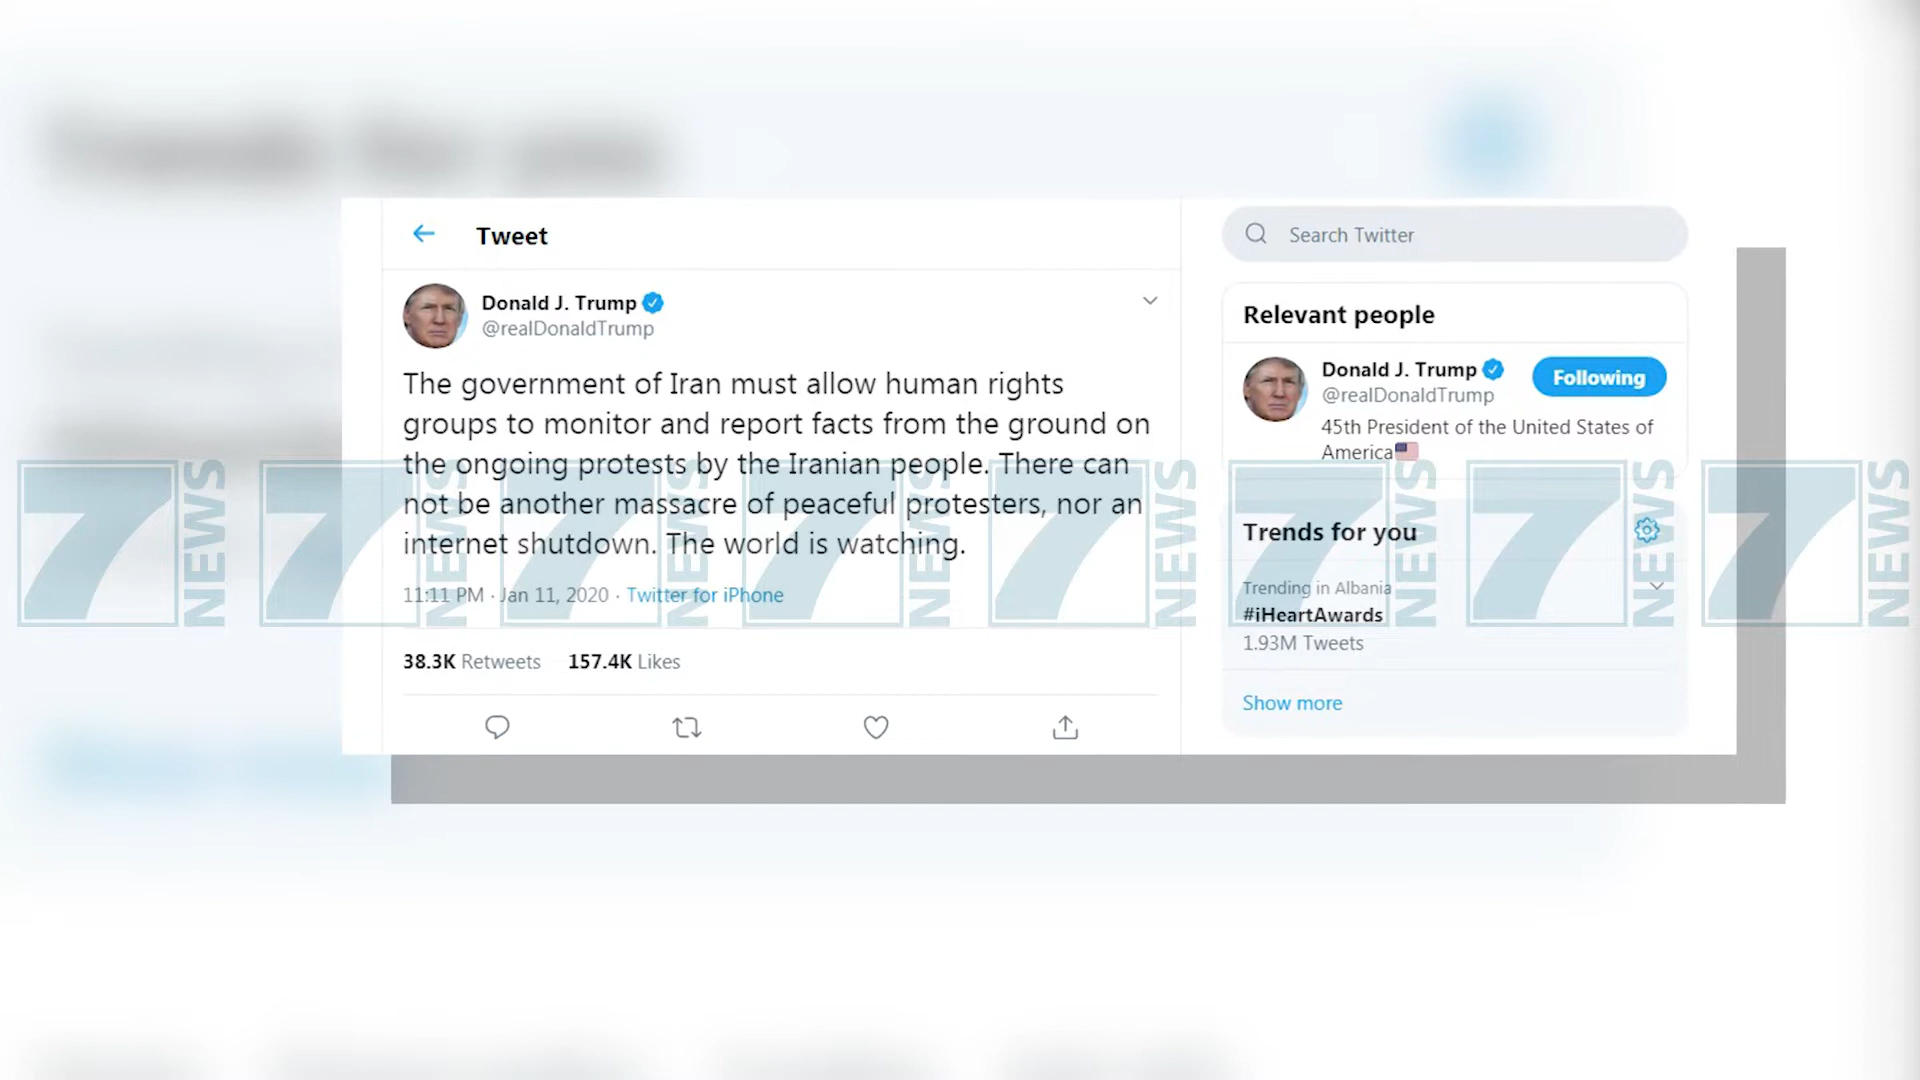 Tweet
Donald J. Trump
@realDonaldTrump
The government of Iran must allow human rights
groups to monitor and report facts from the ground on
the ongoing protests by the Iranian people. There can
not be another massacre of peaceful protesters, nor an
internet shutdown. The world is watching.
11:11 PM · Jan 11, 2020 · Twitter for iPhone
38.3K Retweets 157.4K Likes
Search Twitter
Relevant people
Donald J. Trump
@realDonaldTrump
Following
45th President of the United States of
America
Trends for you
Trending in Albania
#iHeartAwards
1.93M Tweets
Show more
7 NEWS 7 NEWS 7 NEWS 7 NEWS 7 NEWS 7 NEWS 7 NEWS 7 NEWS